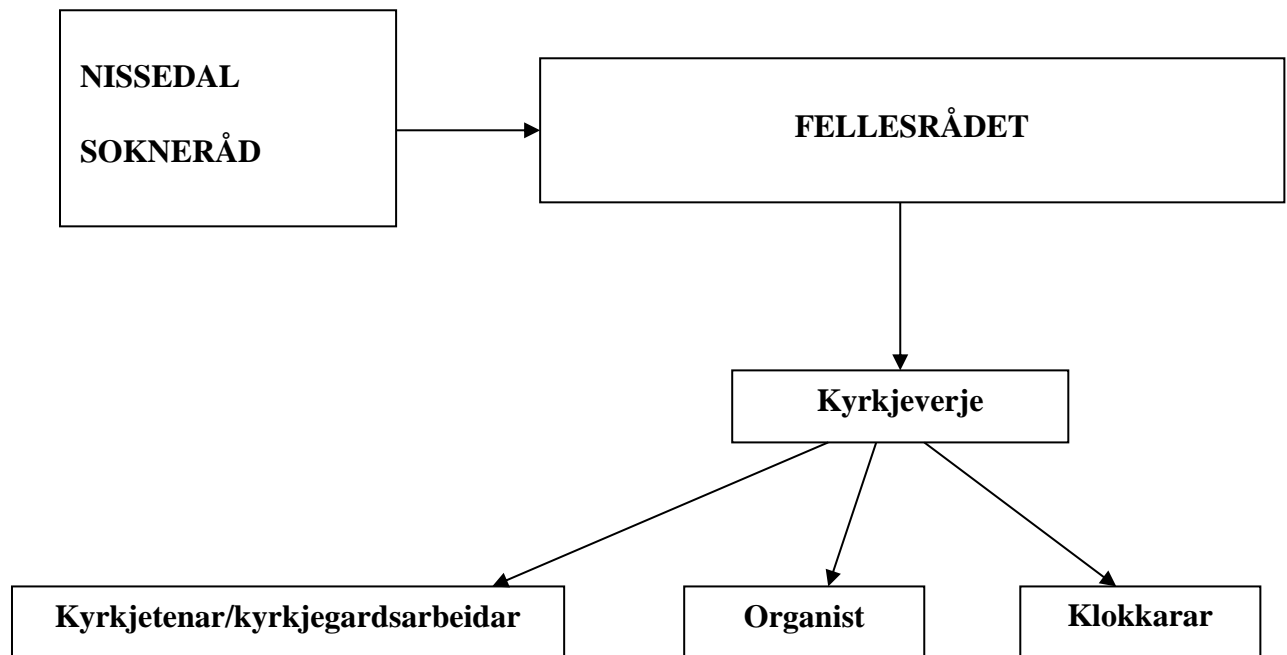 NISSEDAL
SOKNERÅD
FELLESRÅDET
Kyrkjeverje
Kyrkjetenar/kyrkjegardsarbeidar
Organist
Klokkarar